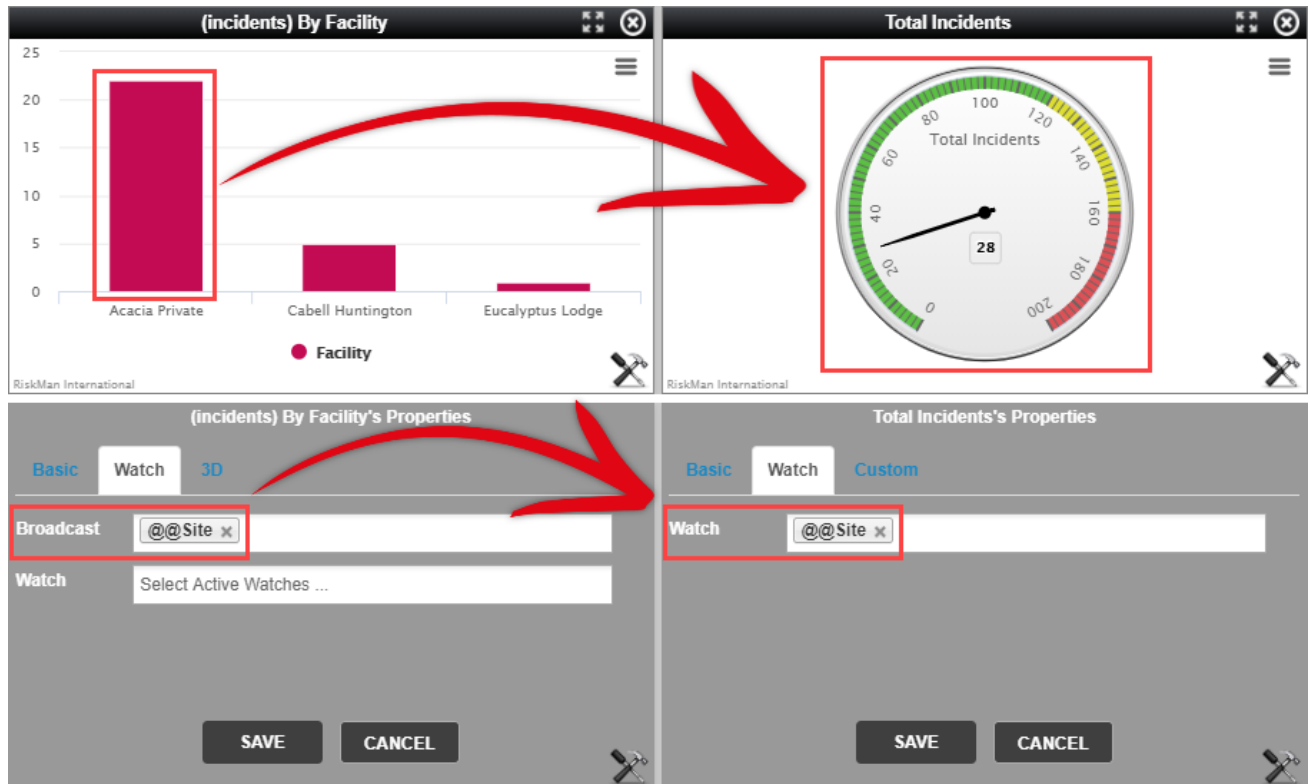 (incidents) By Facility
25
20
15
10
5
0
Acacia Private
Cabell Huntington
Eucalyptus Lodge
Facility
RiskMan International
Total Incidents
0
20
40
60
80
100
120
140
160
180
200
Total Incidents
28
RiskMan International
(incidents) By Facility's Properties
Basic Watch 3D
Broadcast @@Site x
Watch Select Active Watches ...
SAVE CANCEL
Total Incidents's Properties
Basic Watch Custom
Watch @@Site x
SAVE CANCEL